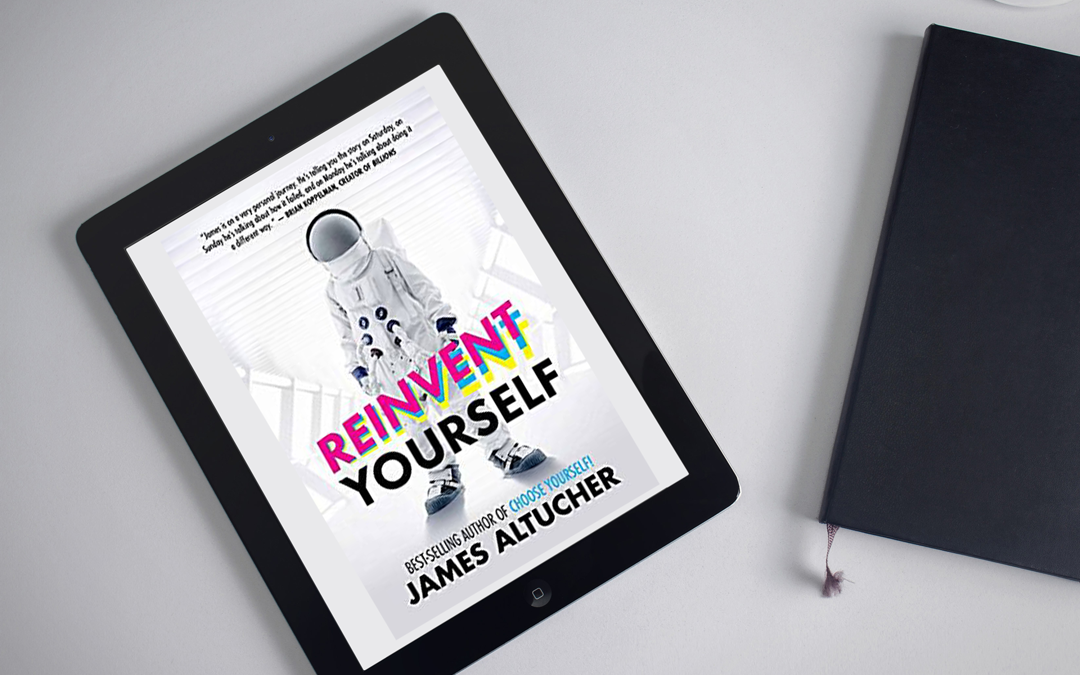 "James is on a very personal journey. He's telling you the story on Saturday, on
Sunday he's talking about how it failed, and on Monday he's talking about doing it
a different way." — BRIAN KOPPELMAN, CREATOR OF BILLIONS
REINVENT
YOURSELF
BEST-SELLING AUTHOR OF CHOOSE YOURSELF!
JAMES ALTUCHER